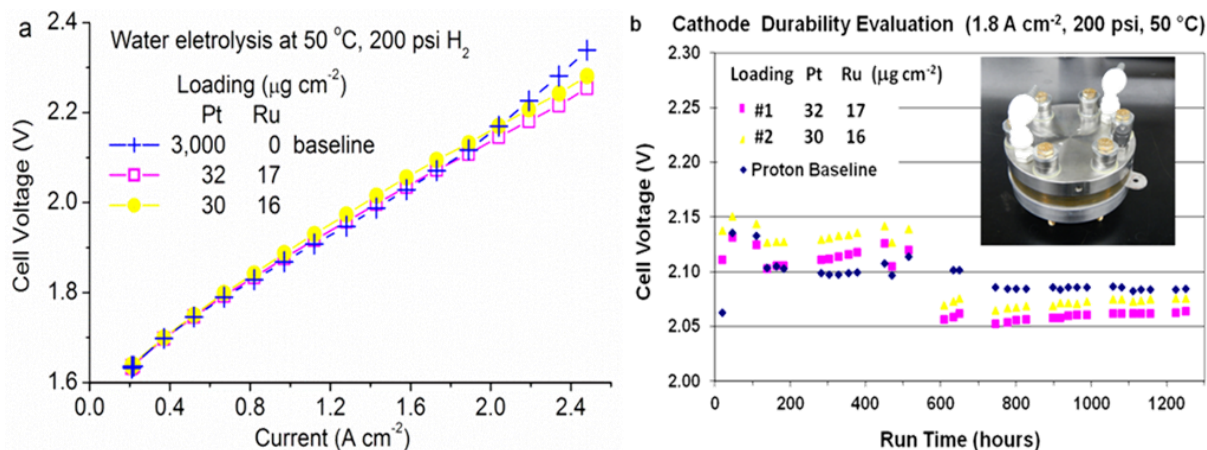 a
Water eletrolysis at 50 °C, 200 psi H₂
Loading (μg cm⁻²)
Pt Ru
3,000 0 baseline
32 17
30 16
Cell Voltage (V)
2.4
2.2
2.0
1.8
1.6
0.0 0.4 0.8 1.2 1.6 2.0 2.4
Current (A cm⁻²)
b Cathode Durability Evaluation (1.8 A cm⁻², 200 psi, 50 °C)
Loading Pt Ru (μg cm⁻²)
#1 32 17
#2 30 16
Proton Baseline
Cell Voltage (V)
2.30
2.25
2.20
2.15
2.10
2.05
2.00
0 200 400 600 800 1000 1200
Run Time (hours)